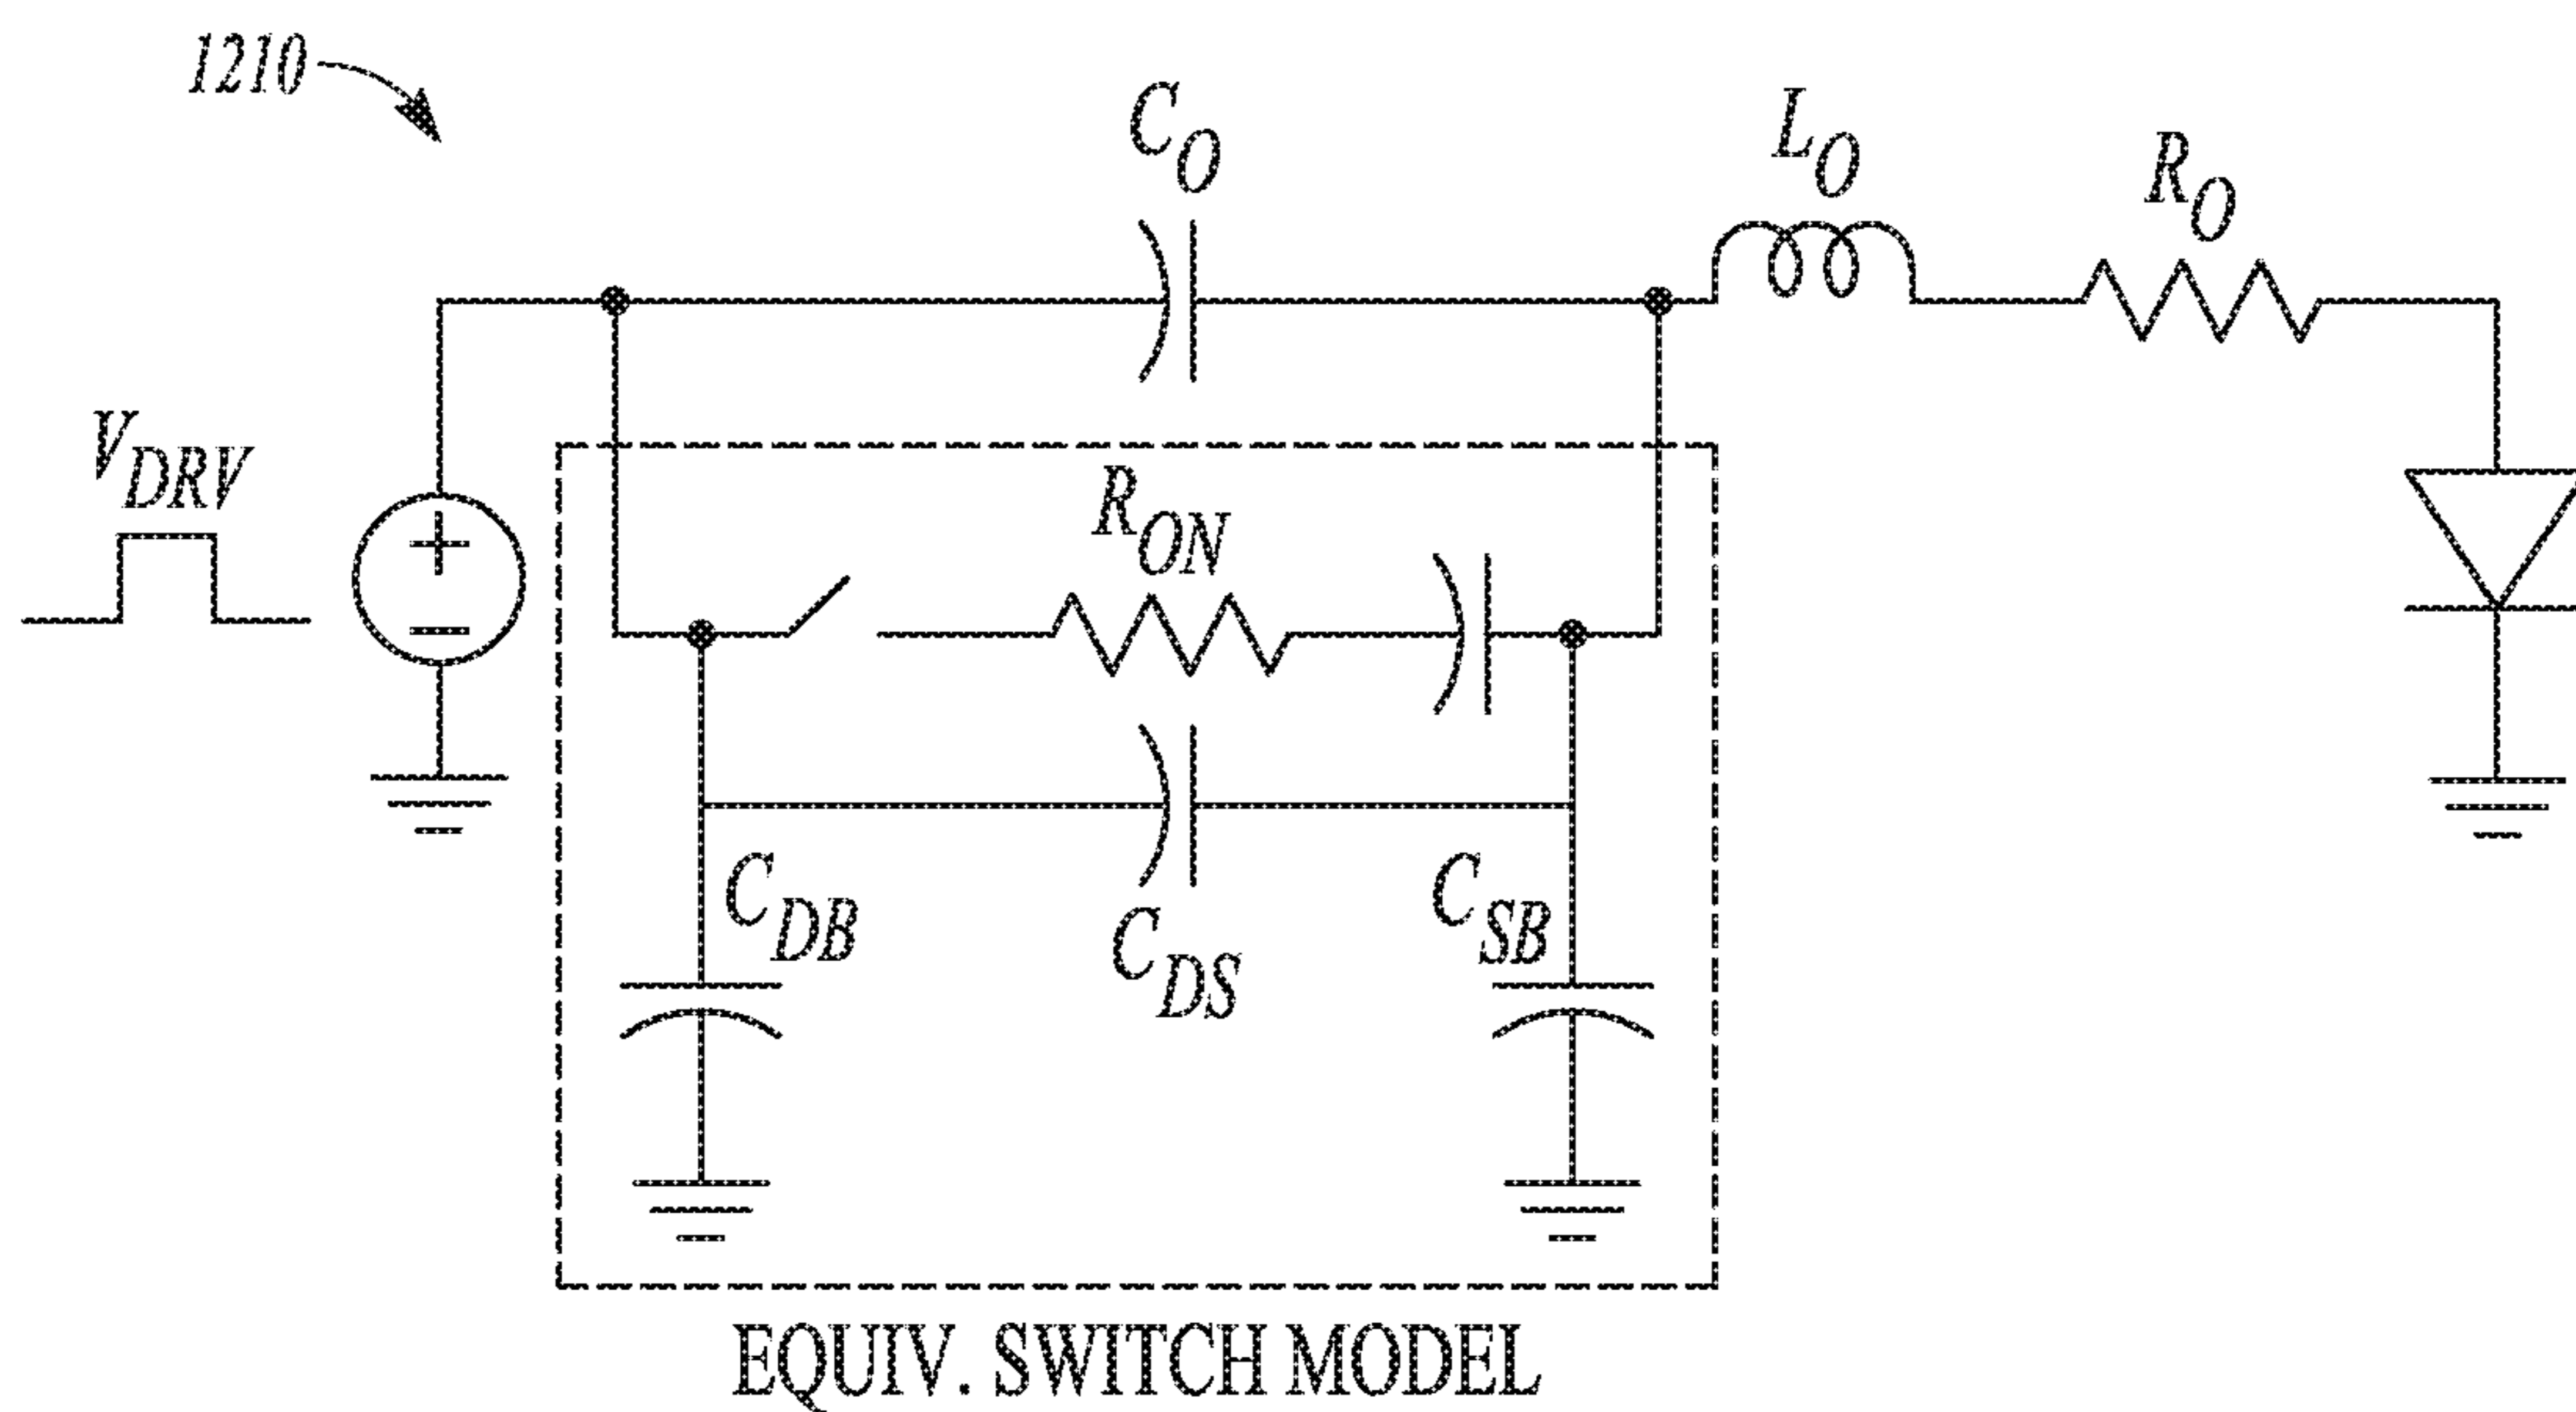 1210
C_O
L_O
R_O
V_DRV
R_ON
C_DB
C_DS
C_SB
EQUIV. SWITCH MODEL